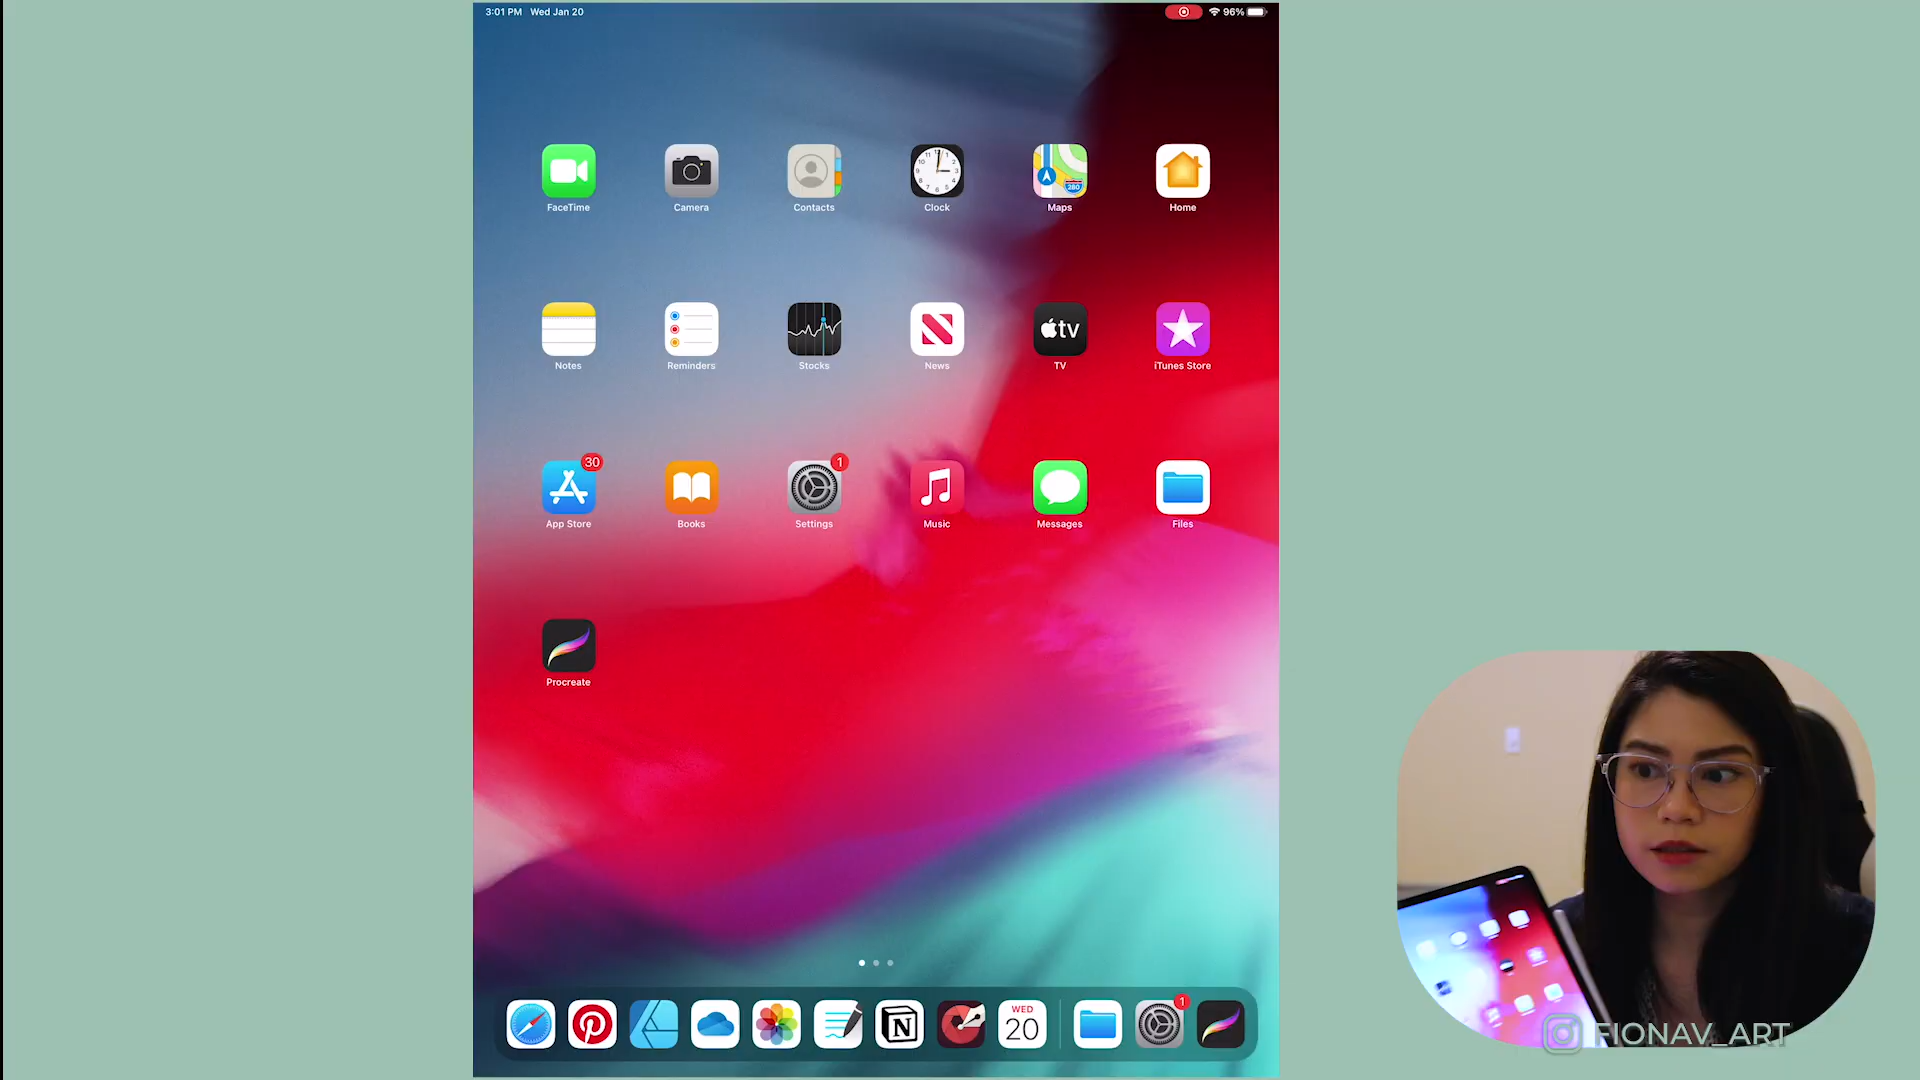 3:01 PM Wed Jan 20
96%
FaceTime
Camera
Contacts
Clock
Maps
Home
280
Notes
Reminders
Stocks
News
TV
iTunes Store
tv
30
1
App Store
Books
Settings
Music
Messages
Files
Procreate
N
WED
20
1
FIONAV_ART